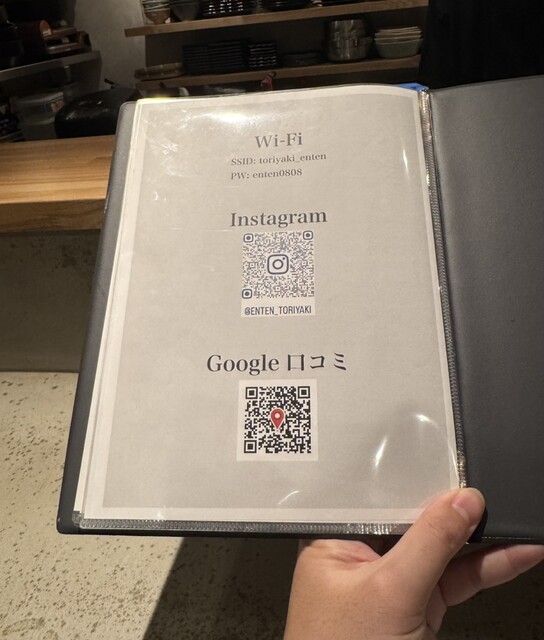 Wi-Fi
SSID: toriyaki_enten
PW: enten0808
Instagram
@ENTEN_TORIYAKI
Google 口コミ